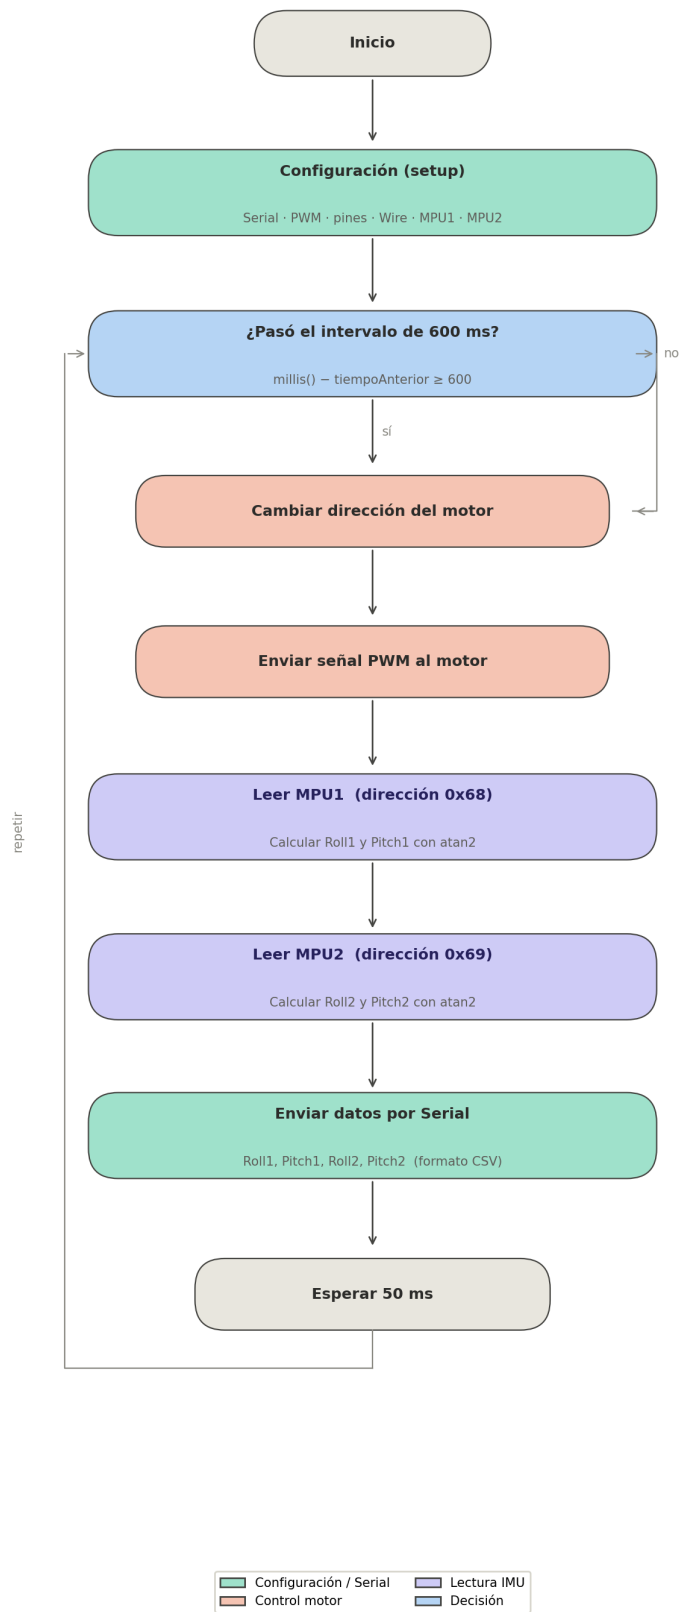 Inicio
Configuración (setup)
Serial · PWM · pines · Wire · MPU1 · MPU2
¿Pasó el intervalo de 600 ms?
no
millis() − tiempoAnterior ≥ 600
sí
Cambiar dirección del motor
Enviar señal PWM al motor
Leer MPU1  (dirección 0x68)
repetir
Calcular Roll1 y Pitch1 con atan2
Leer MPU2  (dirección 0x69)
Calcular Roll2 y Pitch2 con atan2
Enviar datos por Serial
Roll1, Pitch1, Roll2, Pitch2  (formato CSV)
Esperar 50 ms
Configuración / Serial
Lectura IMU
Control motor
Decisión